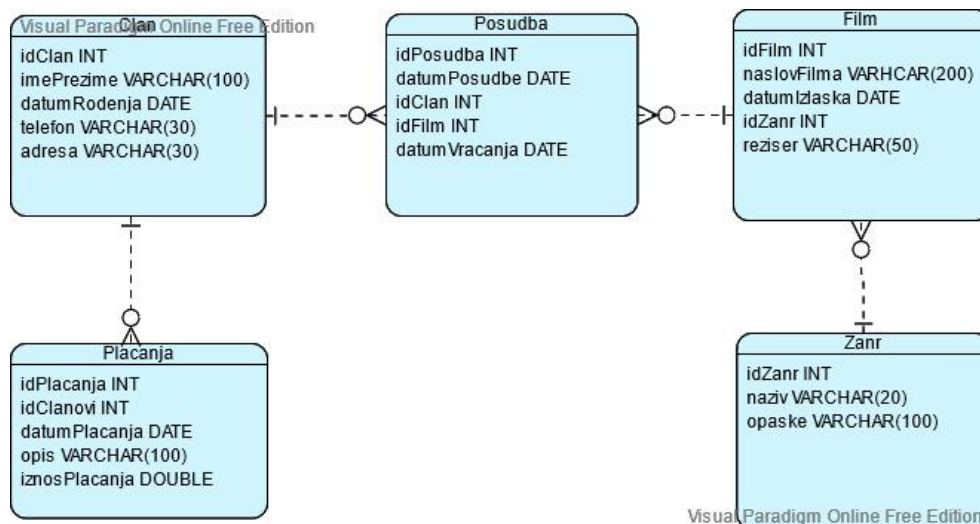 Visual Paradigm Online Free Edition
Clan
idClan INT
imePrezime VARCHAR(100)
datumRodenja DATE
telefon VARCHAR(30)
adresa VARCHAR(30)
Posudba
idPosudba INT
datumPosudbe DATE
idClan INT
idFilm INT
datumVracanja DATE
Film
idFilm INT
naslovFilma VARHCAR(200)
datumIzlaska DATE
idZanr INT
reziser VARCHAR(50)
Placanja
idPlacanja INT
idClanovi INT
datumPlacanja DATE
opis VARCHAR(100)
iznosPlacanja DOUBLE
Zanr
idZanr INT
naziv VARCHAR(20)
opaske VARCHAR(100)
Visual Paradigm Online Free Edition